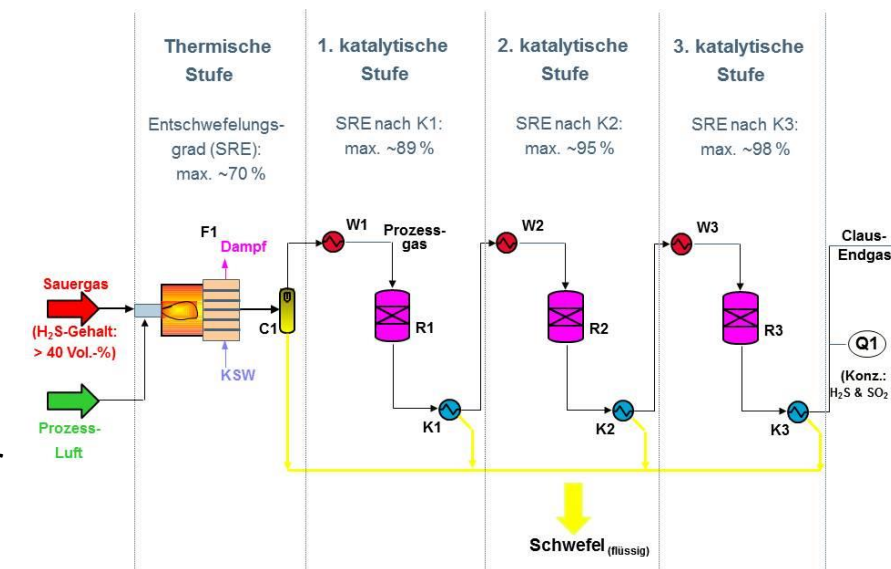 Thermische
Stufe
1. katalytische
Stufe
2. katalytische
Stufe
3. katalytische
Stufe
Entschwefelungs-
grad (SRE):
max. ~70 %
SRE nach K1:
max. ~89 %
SRE nach K2:
max. ~95 %
SRE nach K3:
max. ~98 %
F1
Dampf
W1
Prozess-
gas
W2
W3
Claus-
Endgas
Sauergas
(H₂S-Gehalt:
> 40 Vol.-%)
C1
R1
R2
R3
Q1
(Konz.:
H₂S & SO₂
KSW
Prozess-
Luft
K1
K2
K3
Schwefel (flüssig)